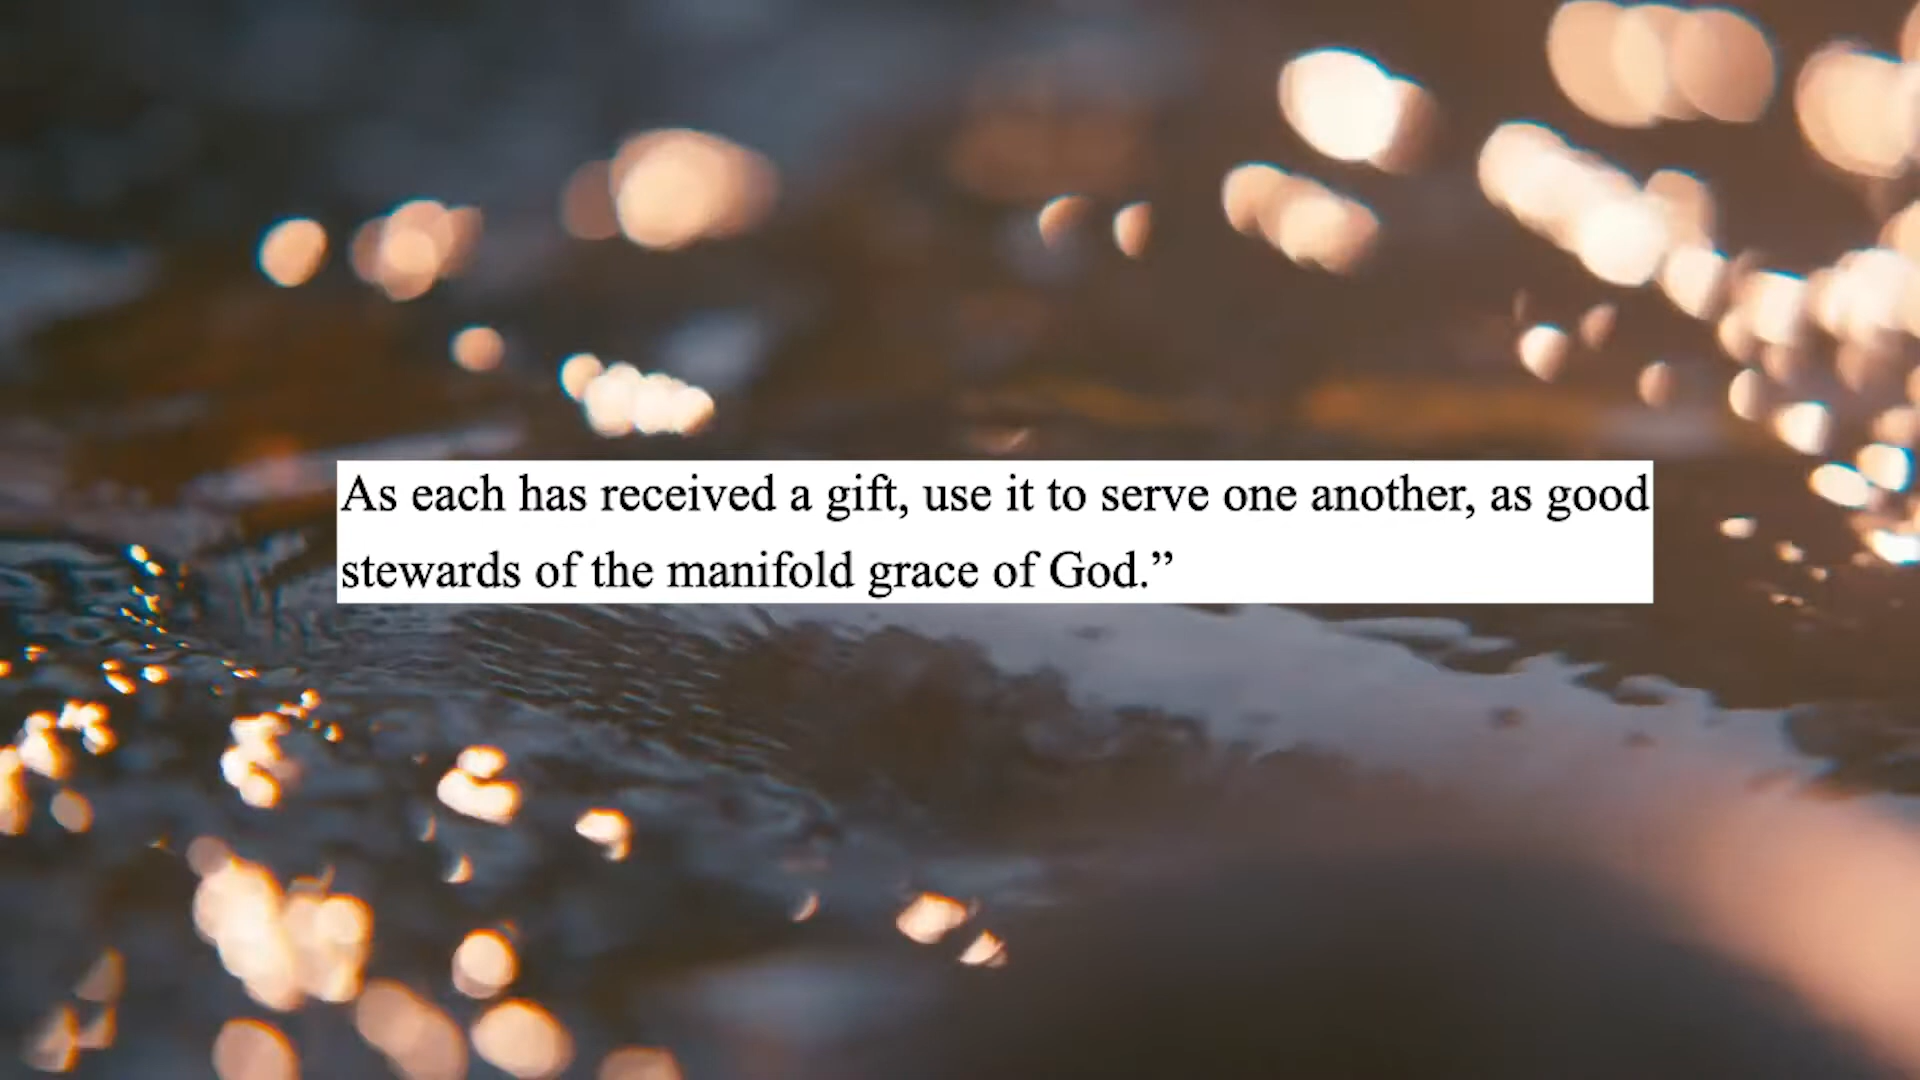 As each has received a gift, use it to serve one another, as good
stewards of the manifold grace of God.”